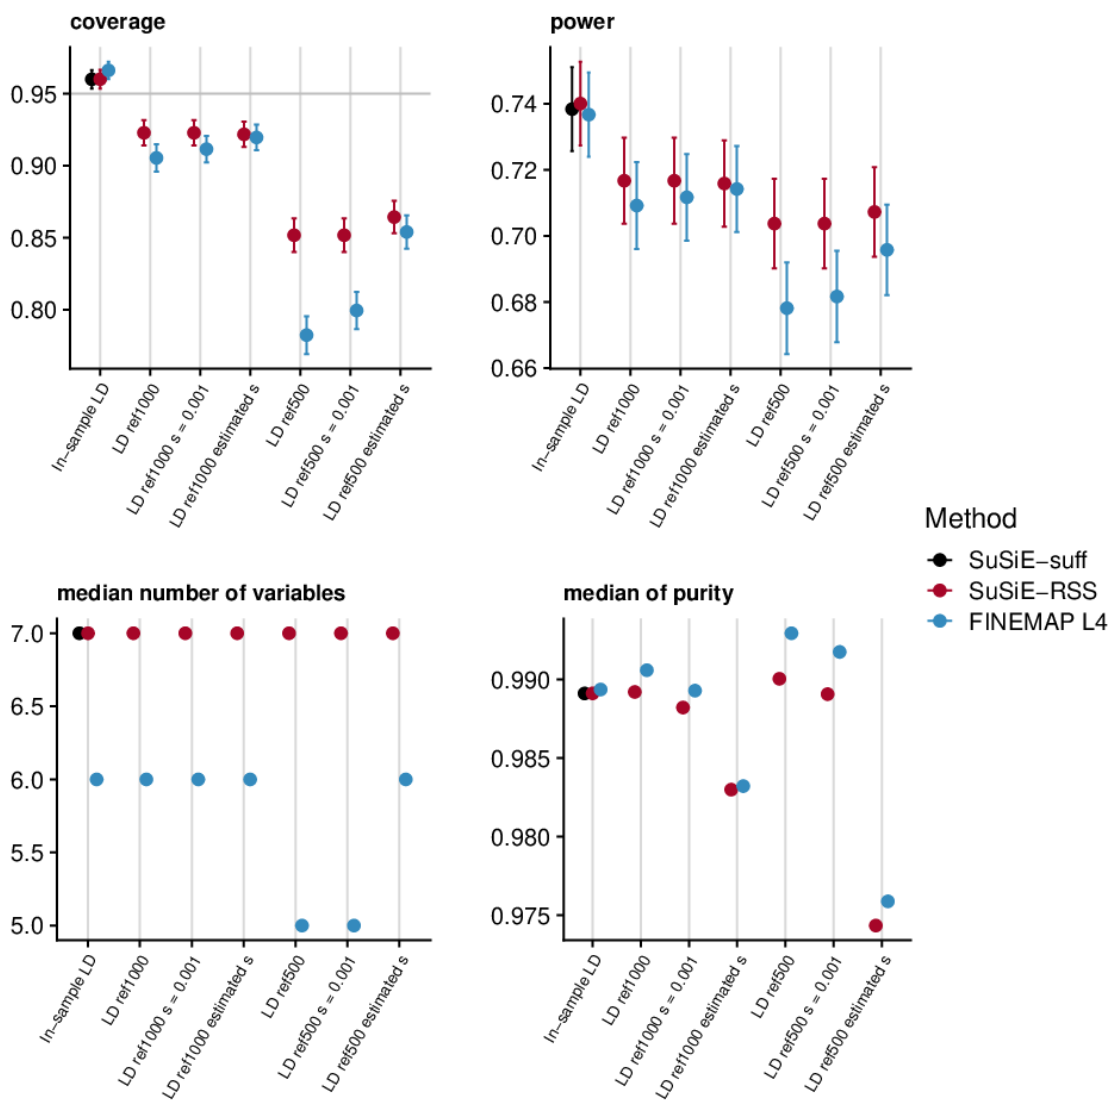 coverage
0.95
0.90
0.85
0.80
In−sample LD
LD ref1000
LD ref1000 s = 0.001
LD ref1000 estimated s
LD ref500
LD ref500 s = 0.001
LD ref500 estimated s
power
0.74
0.72
0.70
0.68
0.66
In−sample LD
LD ref1000
LD ref1000 s = 0.001
LD ref1000 estimated s
LD ref500
LD ref500 s = 0.001
LD ref500 estimated s
median number of variables
7.0
6.5
6.0
5.5
5.0
In−sample LD
LD ref1000
LD ref1000 s = 0.001
LD ref1000 estimated s
LD ref500
LD ref500 s = 0.001
LD ref500 estimated s
median of purity
0.990
0.985
0.980
0.975
In−sample LD
LD ref1000
LD ref1000 s = 0.001
LD ref1000 estimated s
LD ref500
LD ref500 s = 0.001
LD ref500 estimated s
Method
SuSiE−suff
SuSiE−RSS
FINEMAP L4